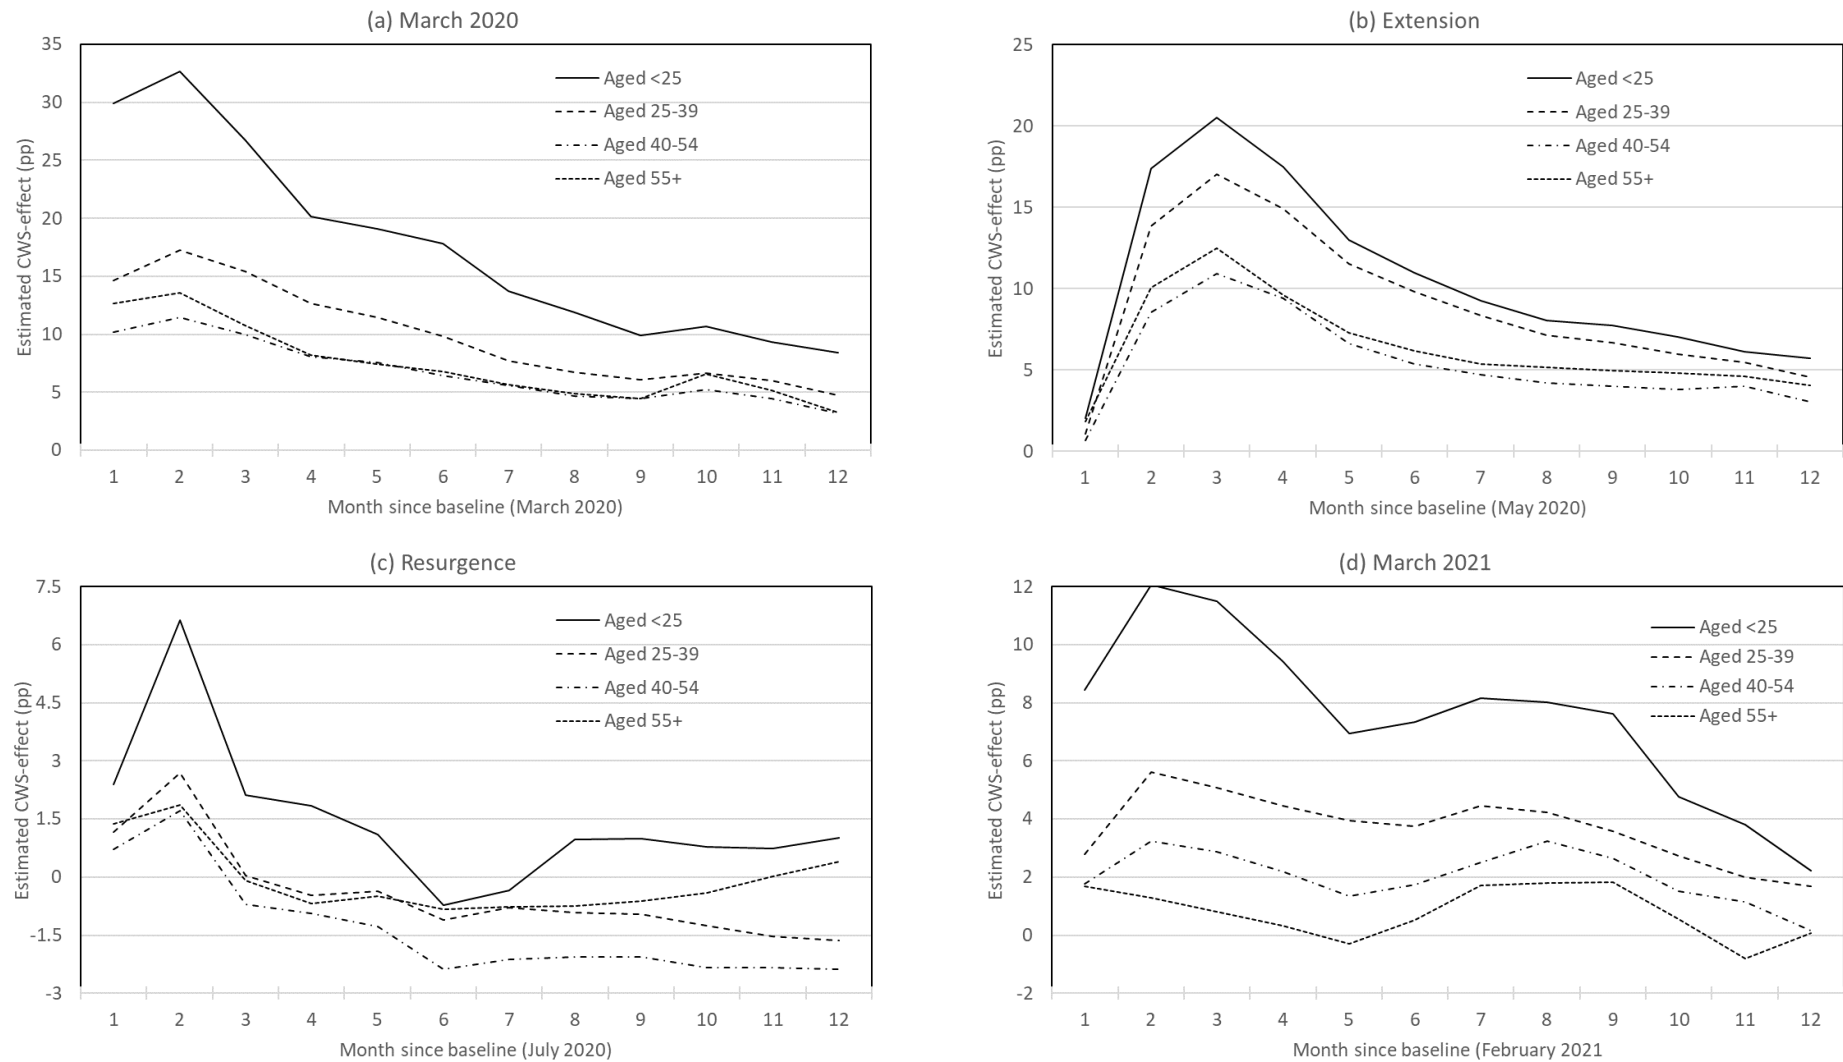 (a) March 2020
35
30
25
20
15
10
5
0
Estimated CWS-effect (pp)
Aged <25
Aged 25-39
Aged 40-54
Aged 55+
1 2 3 4 5 6 7 8 9 10 11 12
Month since baseline (March 2020)
(b) Extension
25
20
15
10
5
0
Estimated CWS-effect (pp)
Aged <25
Aged 25-39
Aged 40-54
Aged 55+
1 2 3 4 5 6 7 8 9 10 11 12
Month since baseline (May 2020)
(c) Resurgence
7.5
6
4.5
3
1.5
0
-1.5
-3
Estimated CWS-effect (pp)
Aged <25
Aged 25-39
Aged 40-54
Aged 55+
1 2 3 4 5 6 7 8 9 10 11 12
Month since baseline (July 2020)
(d) March 2021
12
10
8
6
4
2
0
-2
Estimated CWS-effect (pp)
Aged <25
Aged 25-39
Aged 40-54
Aged 55+
1 2 3 4 5 6 7 8 9 10 11 12
Month since baseline (February 2021